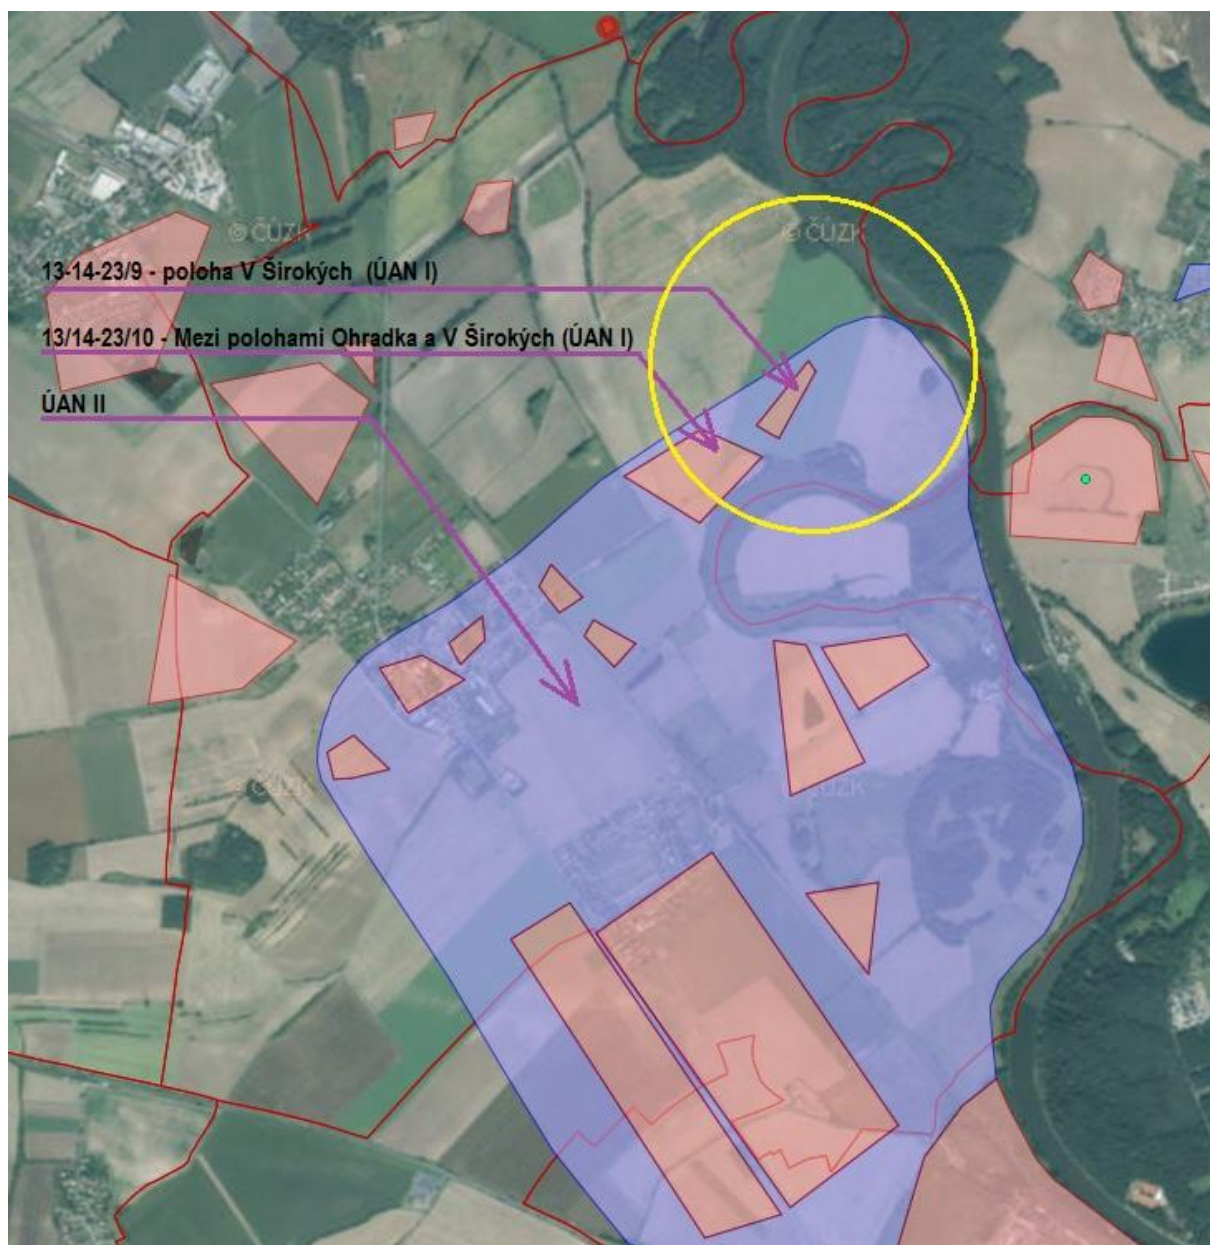 © ČÚZK
© ČÚZK
13-14-23/9 - poloha V Širokých (ÚAN I)
13/14-23/10 - Mezi polohami Ohradka a V Širokých (ÚAN I)
ÚAN II
© ČÚZK
© ČÚZK